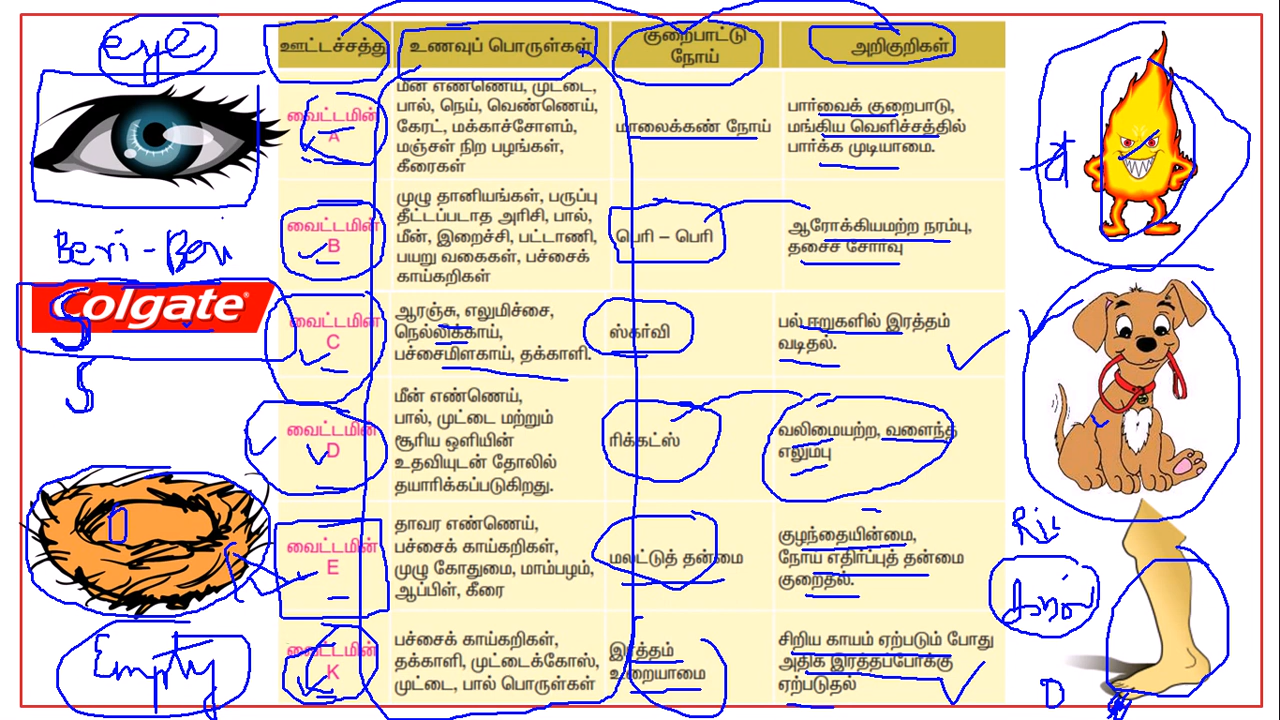 eye
ஊட்டச்சத்து
உணவுப் பொருள்கள்
குறைபாட்டு
நோய்
அறிகுறிகள்
வைட்டமின்
A
மீன் எண்ணெய், முட்டை,
பால், நெய், வெண்ணெய்,
கேரட், மக்காச்சோளம்,
மஞ்சள் நிற பழங்கள்,
கீரைகள்
மாலைக்கண் நோய்
பார்வைக் குறைபாடு,
மங்கிய வெளிச்சத்தில்
பார்க்க முடியாமை.
Beri-Beri
வைட்டமின்
B
முழு தானியங்கள், பருப்பு
தீட்டப்படாத அரிசி, பால்,
மீன், இறைச்சி, பட்டாணி,
பயறு வகைகள், பச்சைக்
காய்கறிகள்
பெரி – பெரி
ஆரோக்கியமற்ற நரம்பு,
தசைச் சோர்வு
Colgate
S
S
வைட்டமின்
C
ஆரஞ்சு, எலுமிச்சை,
நெல்லிக்காய்,
பச்சைமிளகாய், தக்காளி.
ஸ்கர்வி
பல் ஈறுகளில் இரத்தம்
வடிதல்.
வைட்டமின்
D
மீன் எண்ணெய்,
பால், முட்டை மற்றும்
சூரிய ஒளியின்
உதவியுடன் தோலில்
தயாரிக்கப்படுகிறது.
ரிக்கட்ஸ்
வலிமையற்ற, வளைந்த
எலும்பு
வைட்டமின்
E
தாவர எண்ணெய்,
பச்சைக் காய்கறிகள்,
முழு கோதுமை, மாம்பழம்,
ஆப்பிள், கீரை
மலட்டுத் தன்மை
குழந்தையின்மை,
நோய் எதிர்ப்புத் தன்மை
குறைதல்.
Empty
வைட்டமின்
K
பச்சைக் காய்கறிகள்,
தக்காளி, முட்டைக்கோஸ்,
முட்டை, பால் பொருள்கள்
இரத்தம்
உறையாமை
சிறிய காயம் ஏற்படும் போது
அதிக இரத்தப்போக்கு
ஏற்படுதல்
D